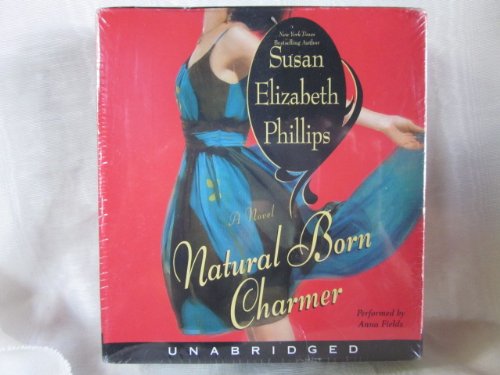 New York Times
Bestselling Author
Susan
Elizabeth
Phillips
A Novel
Natural Born
Charmer
Performed by
Anna Fields
UNABRIDGED